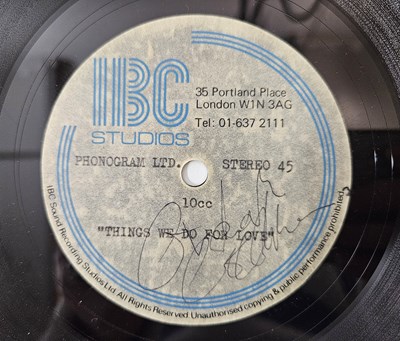 IBC
STUDIOS
35 Portland Place
London W1N 3AG
Tel: 01-637 2111
PHONOGRAM LTD. STEREO 45
10cc
"THINGS WE DO FOR LOVE"
IBC Sound Recording Studios Ltd. All Rights Reserved Unauthorised copying & public performance prohibited